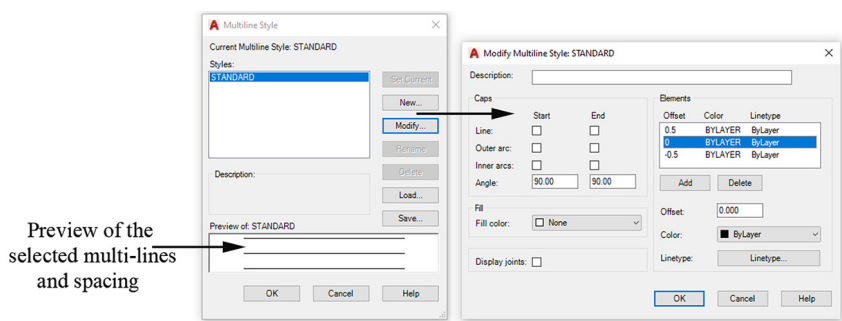 Multiline Style
Current Multiline Style: STANDARD
Styles:
STANDARD
Set Current
New...
Modify...
Rename
Delete
Load...
Save...
Description:
Preview of: STANDARD
OK Cancel Help
Preview of the
selected multi-lines
and spacing
Modify Multiline Style: STANDARD
Description:
Caps
Start End
Line:
Outer arc:
Inner arcs:
Angle: 90.00 90.00
Fill
Fill color: None
Display joints:
Elements
Offset Color Linetype
0.5 BYLAYER ByLayer
0 BYLAYER ByLayer
-0.5 BYLAYER ByLayer
Add Delete
Offset: 0.000
Color: ByLayer
Linetype: Linetype...
OK Cancel Help